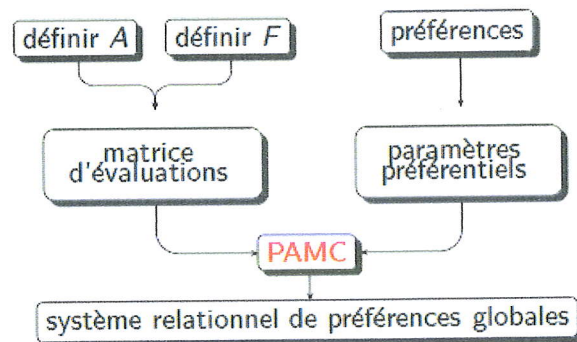 définir A
définir F
préférences
matrice
d'évaluations
paramètres
préférentiels
PAMC
système relationnel de préférences globales